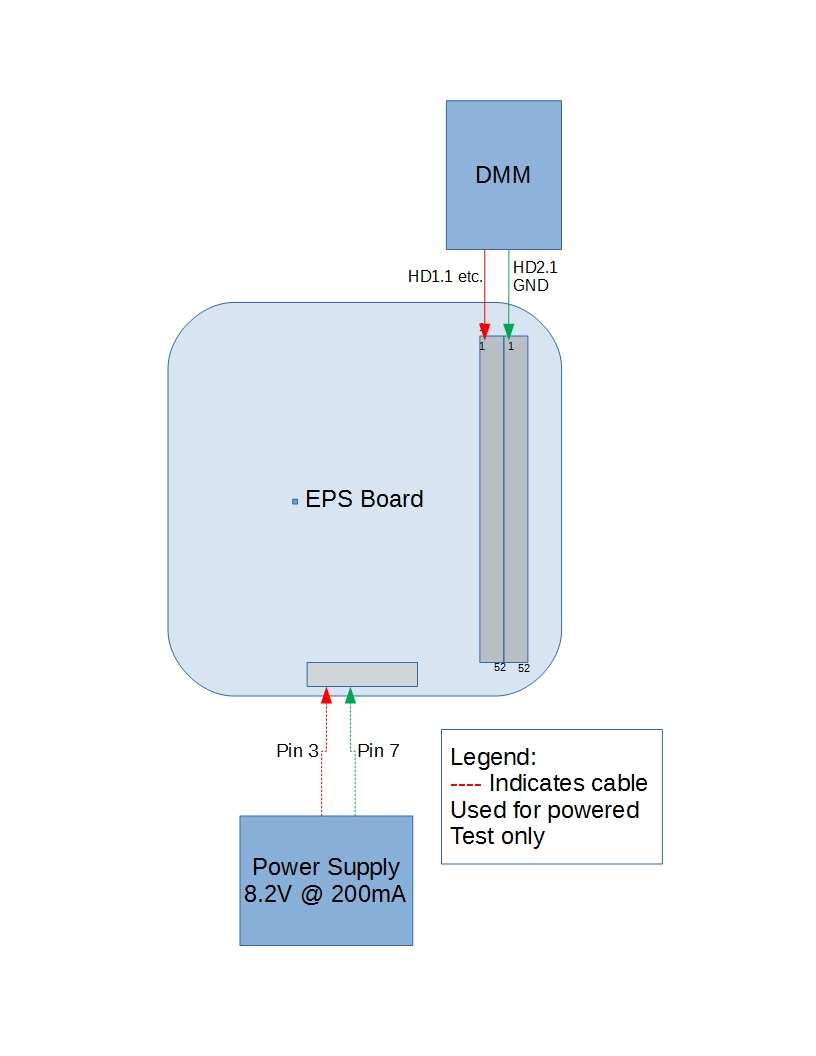 DMM
HD1.1 etc.
HD2.1
GND
1
1
EPS Board
52
52
Pin 3
Pin 7
Legend:
---- Indicates cable
Used for powered
Test only
Power Supply
8.2V @ 200mA